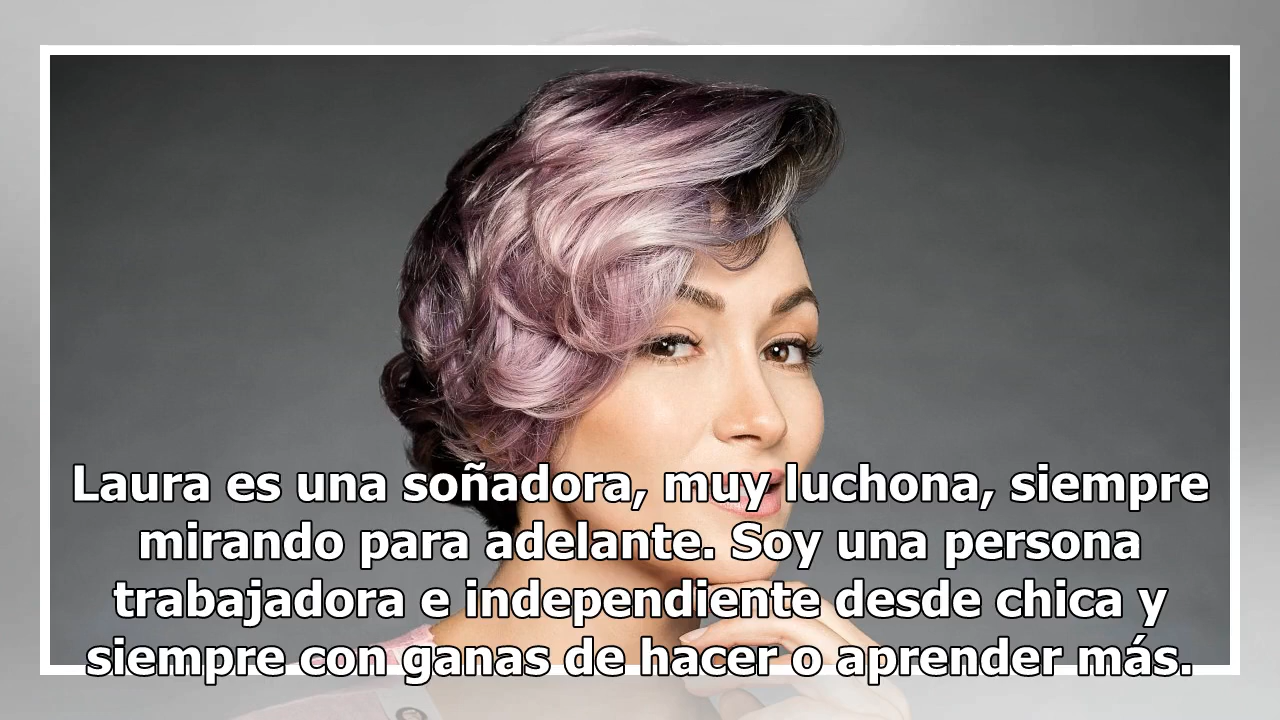 Laura es una soñadora, muy luchona, siempre
mirando para adelante. Soy una persona
trabajadora e independiente desde chica y
siempre con ganas de hacer o aprender más.